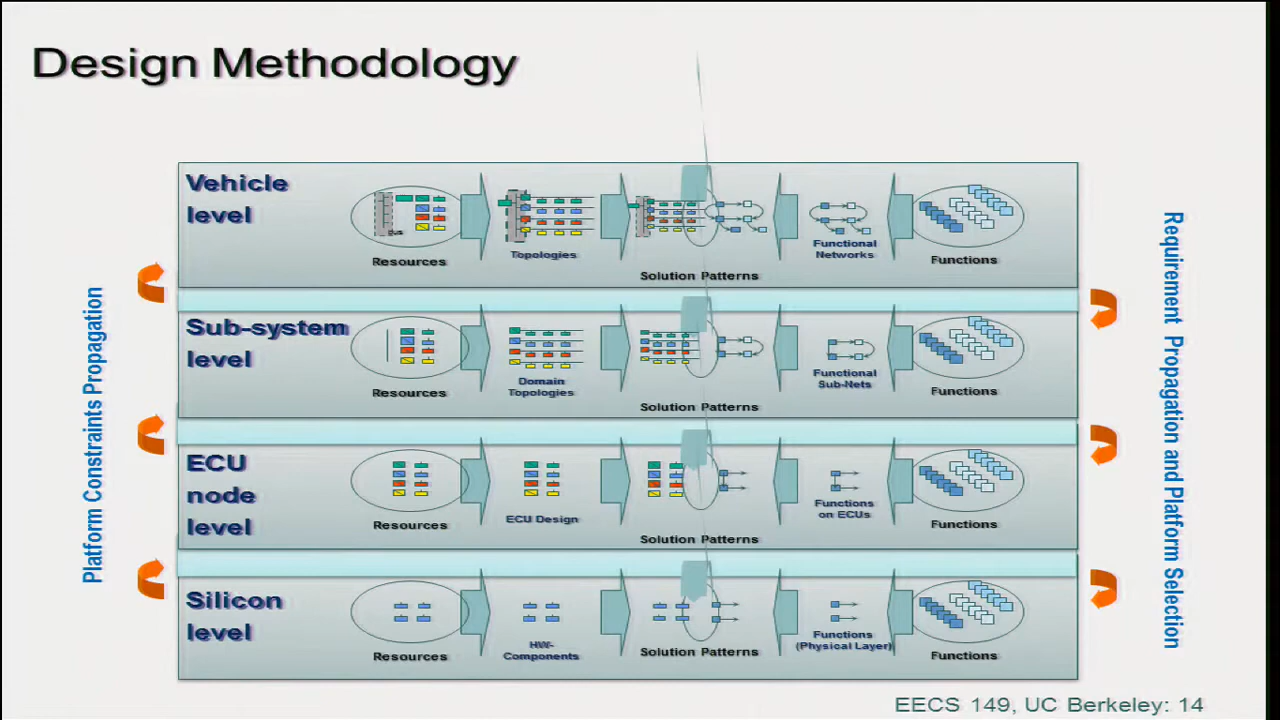 Design Methodology
Vehicle
level
Resources
Topologies
Solution Patterns
Functional
Networks
Functions
Sub-system
level
Resources
Domain
Topologies
Solution Patterns
Functional
Sub-Nets
Functions
ECU
node
level
Resources
ECU Design
Solution Patterns
Functions
on ECUs
Functions
Silicon
level
Resources
HW-
Components
Solution Patterns
Functions
(Physical Layer)
Functions
Platform Constraints Propagation
Requirement Propagation and Platform Selection
EECS 149, UC Berkeley: 14